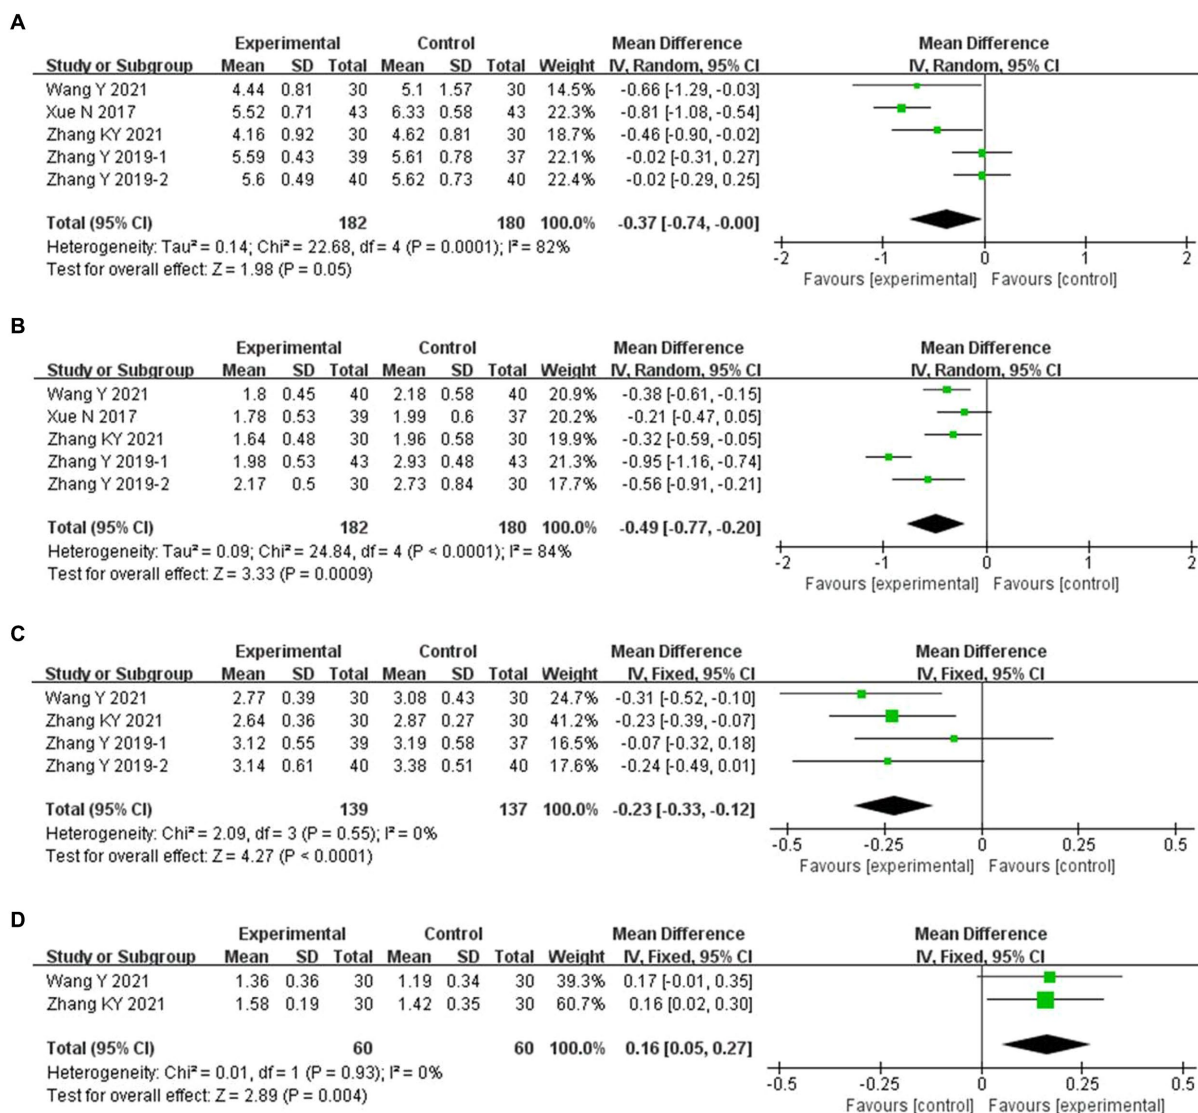 A
Experimental Control Mean Difference Mean Difference
Study or Subgroup Mean SD Total Mean SD Total Weight IV, Random, 95% CI IV, Random, 95% CI
Wang Y 2021 4.44 0.81 30 5.1 1.57 30 14.5% -0.66 [-1.29, -0.03]
Xue N 2017 5.52 0.71 43 6.33 0.58 43 22.3% -0.81 [-1.08, -0.54]
Zhang KY 2021 4.16 0.92 30 4.62 0.81 30 18.7% -0.46 [-0.90, -0.02]
Zhang Y 2019-1 5.59 0.43 39 5.61 0.78 37 22.1% -0.02 [-0.31, 0.27]
Zhang Y 2019-2 5.6 0.49 40 5.62 0.73 40 22.4% -0.02 [-0.29, 0.25]
Total (95% CI) 182 180 100.0% -0.37 [-0.74, -0.00]
Heterogeneity: Tau² = 0.14; Chi² = 22.68, df = 4 (P = 0.0001); I² = 82%
Test for overall effect: Z = 1.98 (P = 0.05)
-2 -1 0 1 2
Favours [experimental] Favours [control]
B
Experimental Control Mean Difference Mean Difference
Study or Subgroup Mean SD Total Mean SD Total Weight IV, Random, 95% CI IV, Random, 95% CI
Wang Y 2021 1.8 0.45 40 2.18 0.58 40 20.9% -0.38 [-0.61, -0.15]
Xue N 2017 1.78 0.53 39 1.99 0.6 37 20.2% -0.21 [-0.47, 0.05]
Zhang KY 2021 1.64 0.48 30 1.96 0.58 30 19.9% -0.32 [-0.59, -0.05]
Zhang Y 2019-1 1.98 0.53 43 2.93 0.48 43 21.3% -0.95 [-1.16, -0.74]
Zhang Y 2019-2 2.17 0.5 30 2.73 0.84 30 17.7% -0.56 [-0.91, -0.21]
Total (95% CI) 182 180 100.0% -0.49 [-0.77, -0.20]
Heterogeneity: Tau² = 0.09; Chi² = 24.84, df = 4 (P < 0.0001); I² = 84%
Test for overall effect: Z = 3.33 (P = 0.0009)
-2 -1 0 1 2
Favours [experimental] Favours [control]
C
Experimental Control Mean Difference Mean Difference
Study or Subgroup Mean SD Total Mean SD Total Weight IV, Fixed, 95% CI IV, Fixed, 95% CI
Wang Y 2021 2.77 0.39 30 3.08 0.43 30 24.7% -0.31 [-0.52, -0.10]
Zhang KY 2021 2.64 0.36 30 2.87 0.27 30 41.2% -0.23 [-0.39, -0.07]
Zhang Y 2019-1 3.12 0.55 39 3.19 0.58 37 16.5% -0.07 [-0.32, 0.18]
Zhang Y 2019-2 3.14 0.61 40 3.38 0.51 40 17.6% -0.24 [-0.49, 0.01]
Total (95% CI) 139 137 100.0% -0.23 [-0.33, -0.12]
Heterogeneity: Chi² = 2.09, df = 3 (P = 0.55); I² = 0%
Test for overall effect: Z = 4.27 (P < 0.0001)
-0.5 -0.25 0 0.25 0.5
Favours [experimental] Favours [control]
D
Experimental Control Mean Difference Mean Difference
Study or Subgroup Mean SD Total Mean SD Total Weight IV, Fixed, 95% CI IV, Fixed, 95% CI
Wang Y 2021 1.36 0.36 30 1.19 0.34 30 39.3% 0.17 [-0.01, 0.35]
Zhang KY 2021 1.58 0.19 30 1.42 0.35 30 60.7% 0.16 [0.02, 0.30]
Total (95% CI) 60 60 100.0% 0.16 [0.05, 0.27]
Heterogeneity: Chi² = 0.01, df = 1 (P = 0.93); I² = 0%
Test for overall effect: Z = 2.89 (P = 0.004)
-0.5 -0.25 0 0.25 0.5
Favours [control] Favours [experimental]